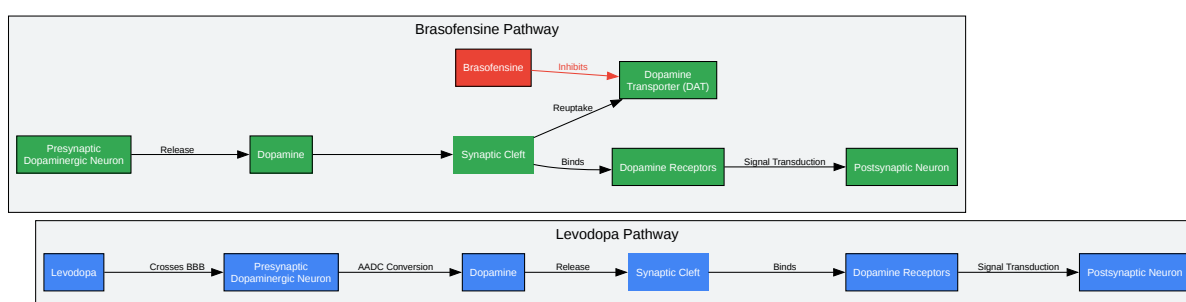 Brasofensine Pathway
Brasofensine
Inhibits
Dopamine
Transporter (DAT)
Reuptake
Presynaptic
Dopaminergic Neuron
Release
Dopamine
Synaptic Cleft
Binds
Dopamine Receptors
Signal Transduction
Postsynaptic Neuron
Levodopa Pathway
Levodopa
Crosses BBB
Presynaptic
Dopaminergic Neuron
AADC Conversion
Dopamine
Release
Synaptic Cleft
Binds
Dopamine Receptors
Signal Transduction
Postsynaptic Neuron